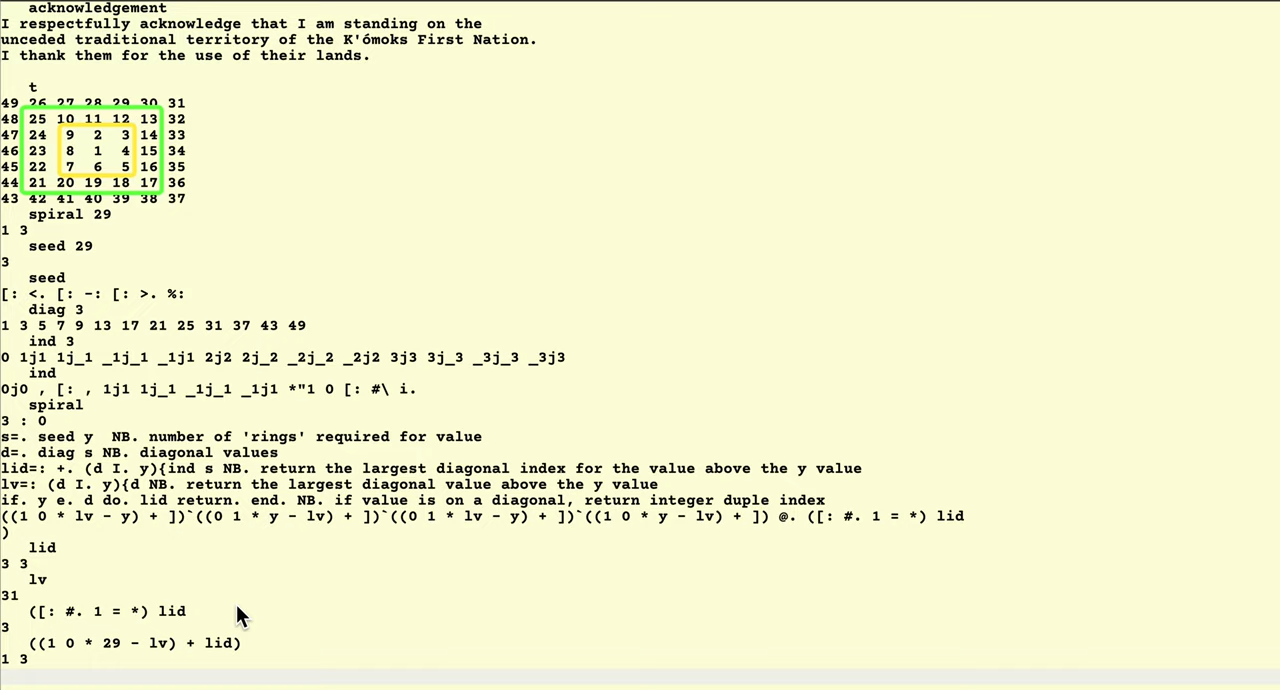 acknowledgement
I respectfully acknowledge that I am standing on the
unceded traditional territory of the K'ómoks First Nation.
I thank them for the use of their lands.
t
49 26 27 28 29 30 31
48 25 10 11 12 13 32
47 24 9 2 3 14 33
46 23 8 1 4 15 34
45 22 7 6 5 16 35
44 21 20 19 18 17 36
43 42 41 40 39 38 37
spiral 29
1 3
seed 29
3
seed
[: <. [: -: [: >. %:
diag 3
1 3 5 7 9 13 17 21 25 31 37 43 49
ind 3
0 1j1 1j_1 _1j_1 _1j1 2j2 2j_2 _2j_2 _2j2 3j3 3j_3 _3j_3 _3j3
ind
0j0 , [: , 1j1 1j_1 _1j_1 _1j1 *"1 0 [: #\ i.
spiral
3 : 0
s=. seed y  NB. number of 'rings' required for value
d=. diag s NB. diagonal values
lid=: +. (d I. y){ind s NB. return the largest diagonal index for the value above the y value
lv=: (d I. y){d NB. return the largest diagonal value above the y value
if. y e. d do. lid return. end. NB. if value is on a diagonal, return integer duple index
((1 0 * lv - y) + ])`((0 1 * y - lv) + ])`((0 1 * lv - y) + ])`((1 0 * y - lv) + ]) @. ([: #. 1 = *) lid
)
lid
3 3
lv
31
([: #. 1 = *) lid
3
((1 0 * 29 - lv) + lid)
1 3